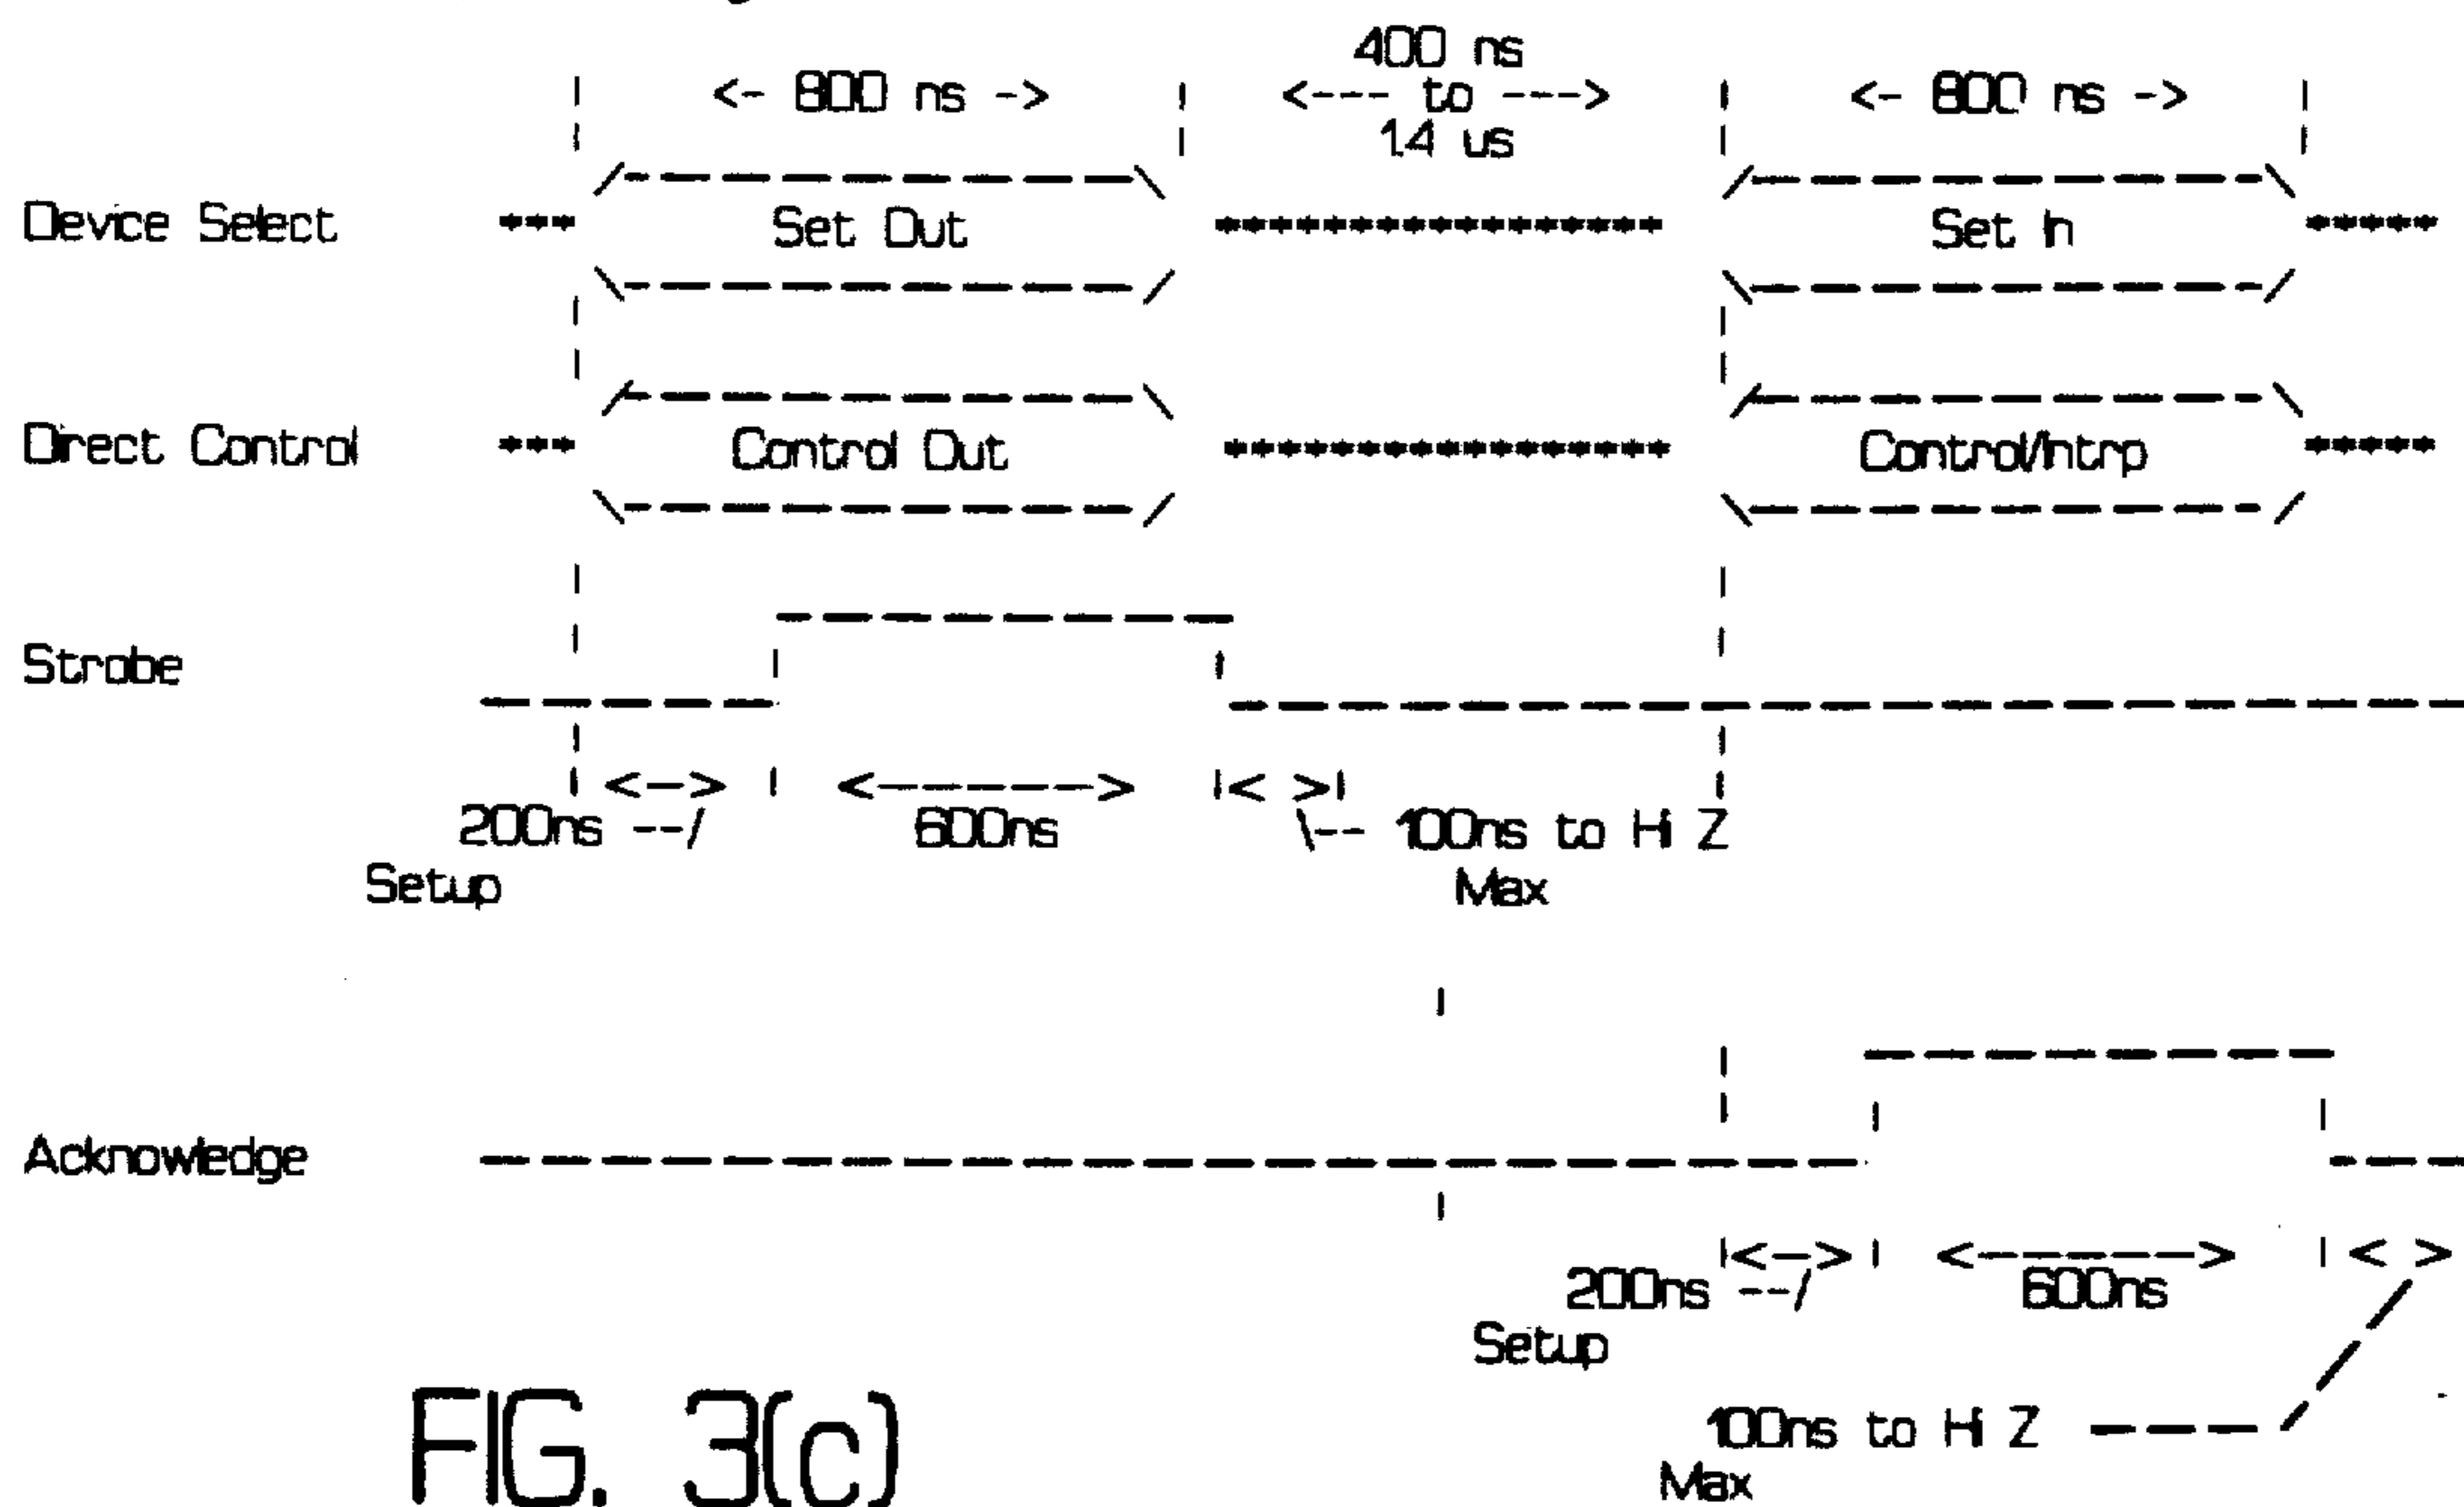 400 ns
<- 800 ns -> <--- to ---> <- 800 ns ->
1.4 us
Device Select *** Set Out ***************** Set In *****
Direct Control *** Control Out ***************** Control/Intrp *****
Strobe
200ns --/ 600ns \-- 100ns to Hi Z
Setup Max
Acknowledge
200ns --/ 600ns
Setup
100ns to Hi Z
Max
FIG. 3(c)